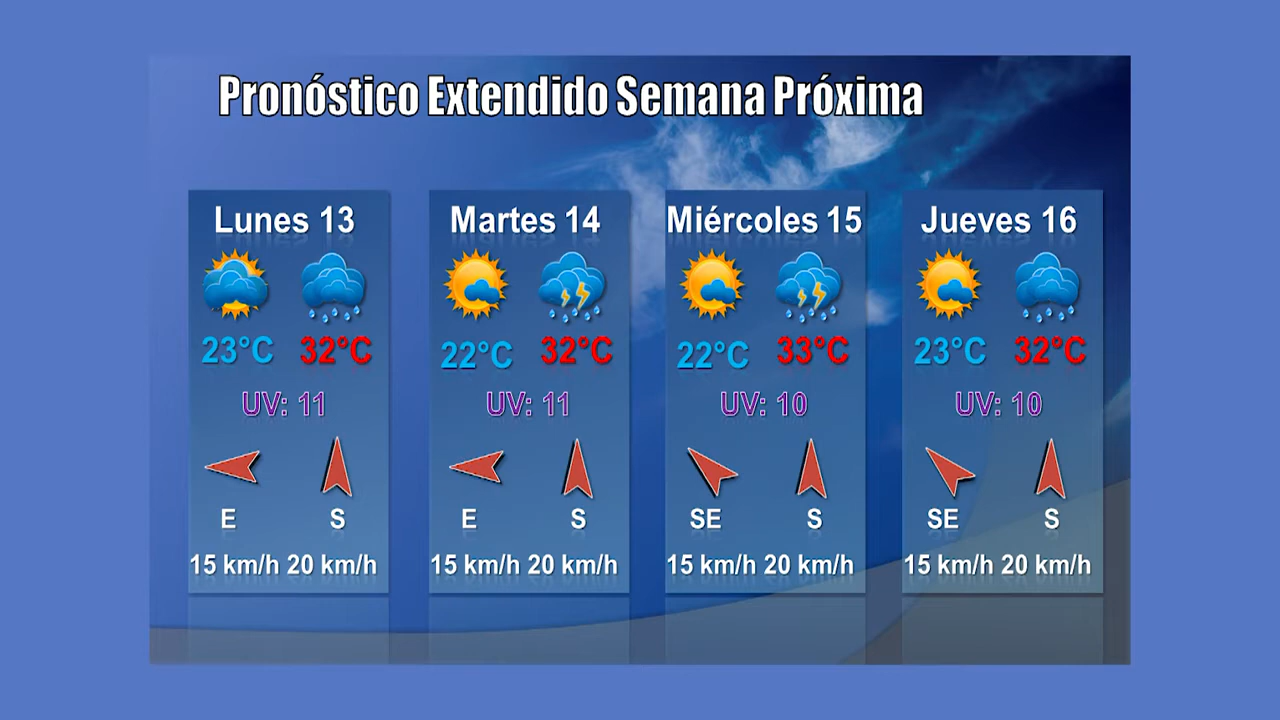 Pronóstico Extendido Semana Próxima
Lunes 13
23°C 32°C
UV: 11
E S
15 km/h 20 km/h
Martes 14
22°C 32°C
UV: 11
E S
15 km/h 20 km/h
Miércoles 15
22°C 33°C
UV: 10
SE S
15 km/h 20 km/h
Jueves 16
23°C 32°C
UV: 10
SE S
15 km/h 20 km/h